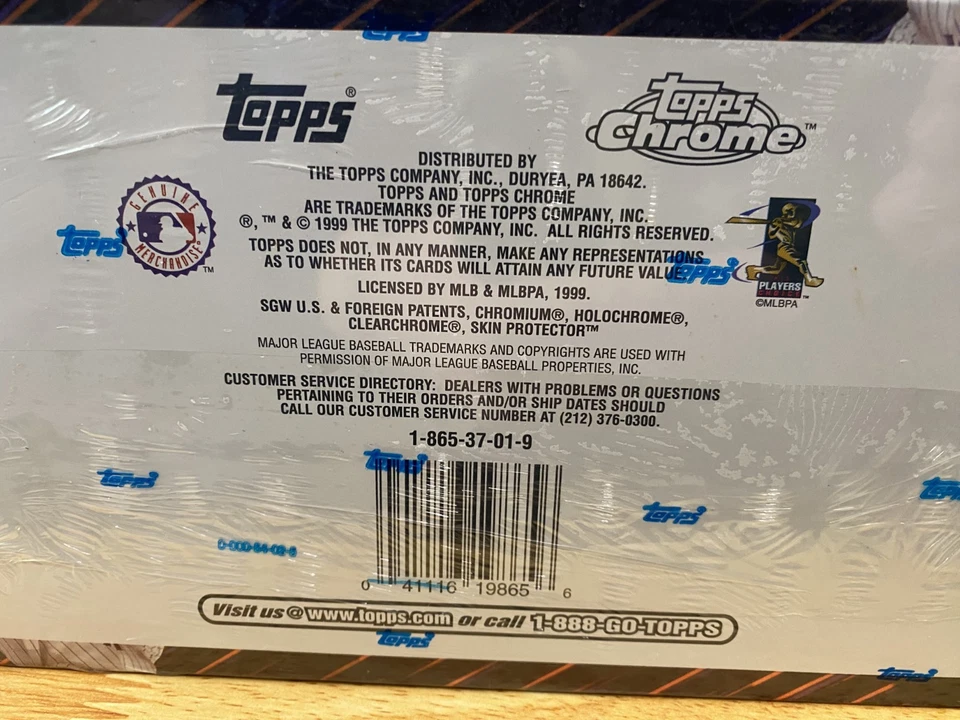 Topps
Topps® Topps Chrome™
DISTRIBUTED BY
THE TOPPS COMPANY, INC., DURYEA, PA 18642.
TOPPS AND TOPPS CHROME
ARE TRADEMARKS OF THE TOPPS COMPANY, INC.
®, ™ & © 1999 THE TOPPS COMPANY, INC. ALL RIGHTS RESERVED.
GENUINE
MERCHANDISE™
Topps
TOPPS DOES NOT, IN ANY MANNER, MAKE ANY REPRESENTATIONS
AS TO WHETHER ITS CARDS WILL ATTAIN ANY FUTURE VALUE.
Topps
PLAYERS
CHOICE™
©MLBPA
LICENSED BY MLB & MLBPA, 1999.
SGW U.S. & FOREIGN PATENTS, CHROMIUM®, HOLOCHROME®,
CLEARCHROME®, SKIN PROTECTOR™
MAJOR LEAGUE BASEBALL TRADEMARKS AND COPYRIGHTS ARE USED WITH
PERMISSION OF MAJOR LEAGUE BASEBALL PROPERTIES, INC.
CUSTOMER SERVICE DIRECTORY: DEALERS WITH PROBLEMS OR QUESTIONS
PERTAINING TO THEIR ORDERS AND/OR SHIP DATES SHOULD
CALL OUR CUSTOMER SERVICE NUMBER AT (212) 376-0300.
1-865-37-01-9
Topps
Topps
Topps
Topps
0 41116 19865 6
Visit us @ www.topps.com or call 1-888-GO-TOPPS
Topps
Topps